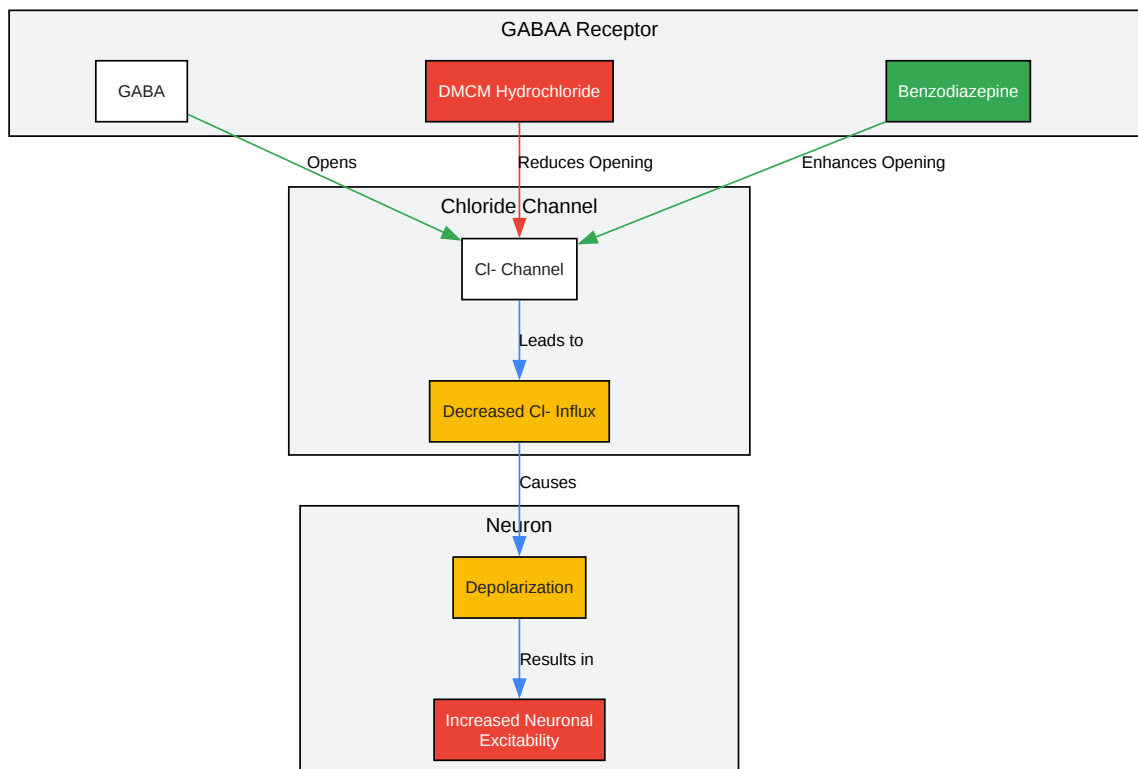 GABAA Receptor
GABA
DMCM Hydrochloride
Benzodiazepine
Opens
Reduces Opening
Enhances Opening
Chloride Channel
Cl- Channel
Leads to
Decreased Cl- Influx
Causes
Neuron
Depolarization
Results in
Increased Neuronal
Excitability